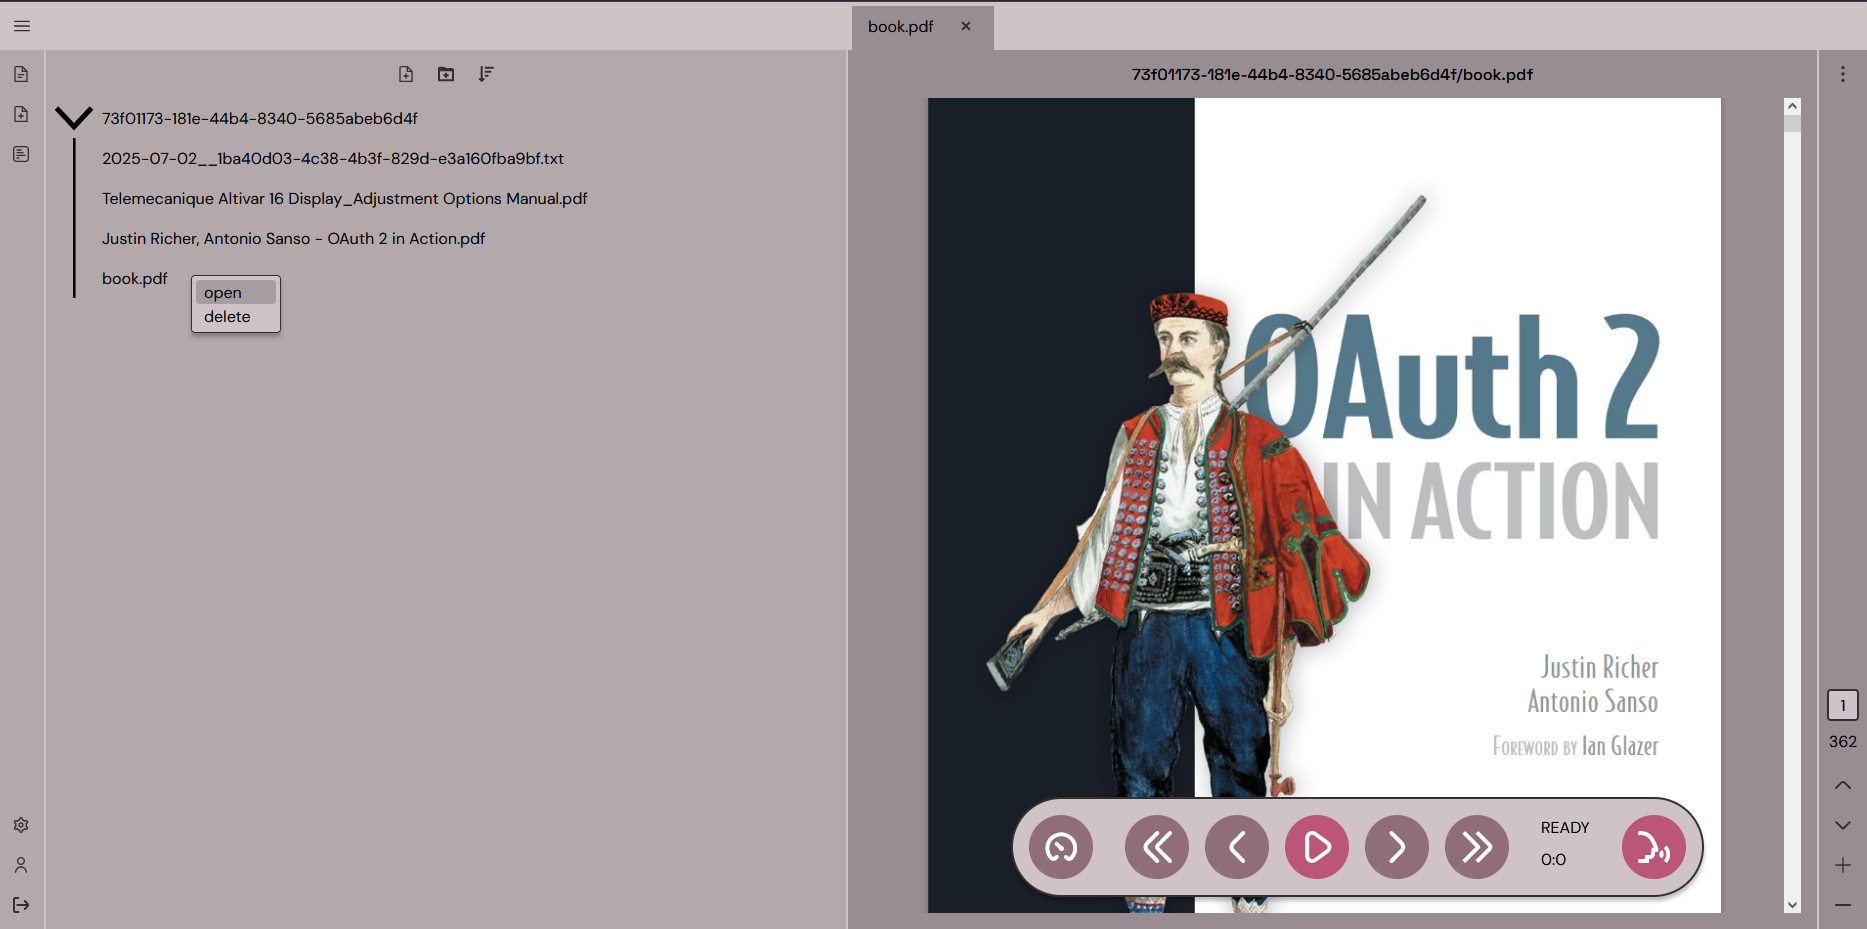 book.pdf
73f01173-181e-44b4-8340-5685abeb6d4f
2025-07-02__1ba40d03-4c38-4b3f-829d-e3a160fba9bf.txt
Telemecanique Altivar 16 Display_Adjustment Options Manual.pdf
Justin Richer, Antonio Sanso - OAuth 2 in Action.pdf
book.pdf
open
delete
73f01173-181e-44b4-8340-5685abeb6d4f/book.pdf
OAuth 2
IN ACTION
Justin Richer
Antonio Sanso
FOREWORD BY Ian Glazer
READY
0:0
1
362